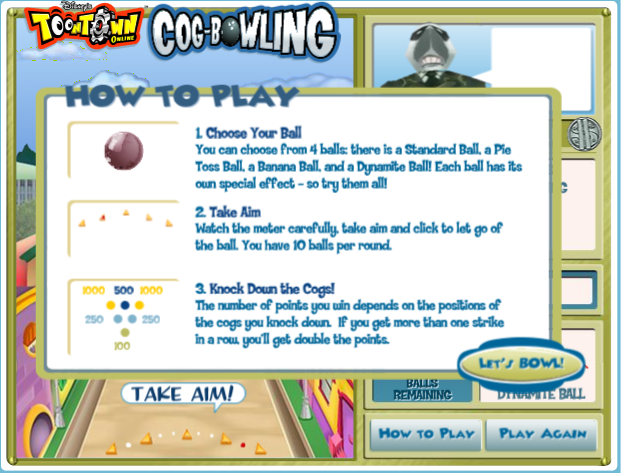 Disney's
TOONTOWN
ONLINE
COG-BOWLING
HOW TO PLAY
1. Choose Your Ball
You can choose from 4 balls: there is a Standard Ball, a Pie
Toss Ball, a Banana Ball, and a Dynamite Ball! Each ball has its
own special effect - so try them all!
2. Take Aim
Watch the meter carefully, take aim and click to let go of
the ball. You have 10 balls per round.
1000 500 1000
250 250
100
3. Knock Down the Cogs!
The number of points you win depends on the positions of
the cogs you knock down. If you get more than one strike
in a row, you'll get double the points.
LET'S BOWL!
TAKE AIM!
BALLS
REMAINING
DYNAMITE BALL
HOW TO PLAY
PLAY AGAIN